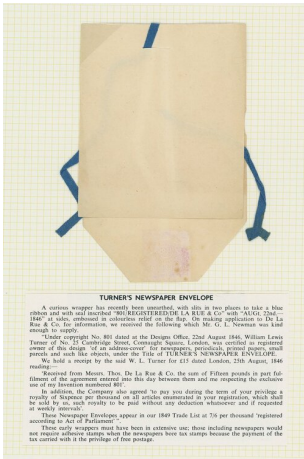 TURNER'S NEWSPAPER ENVELOPE
A curious wrapper has recently been unearthed, with slits in two places to take a blue
ribbon and with seal inscribed "801/REGISTERED/DE LA RUE & Co" with "AUGt. 22nd.—
1846" at sides, embossed in colourless relief on the flap. On making application to De La
Rue & Co. for information, we received the following which Mr. G. L. Newman was kind
enough to supply.
"Under copyright No. 801 dated at the Designs Office, 22nd August 1846, William Lewis
Turner of No. 25 Cambridge Street, Connaught Square, London, was certified as registered
owner of this design 'of an address-cover' for newspapers, periodicals, printed papers, small
parcels and such like objects, under the Title of TURNER'S NEWSPAPER ENVELOPE.
We hold a receipt by the said W. L. Turner for £15 dated London, 25th August, 1846
reading:—
'Received from Messrs. Thos. De La Rue & Co. the sum of Fifteen pounds in part ful-
filment of the agreement entered into this day between them and me respecting the exclusive
use of my Invention numbered 801'.
In addition, the Company also agreed 'to pay you during the term of your privilege a
royalty of Sixpence per thousand on all articles enumerated in your registration, which shall
be sold by us, such royalty to be paid without any deduction whatsoever and if requested
at weekly intervals'.
These Newspaper Envelopes appear in our 1849 Trade List at 7/6 per thousand 'registered
according to Act of Parliament'".
These early wrappers must have been in extensive use; those including newspapers would
not require adhesive stamps when the newspapers bore tax stamps because the payment of the
tax carried with it the privilege of free postage.